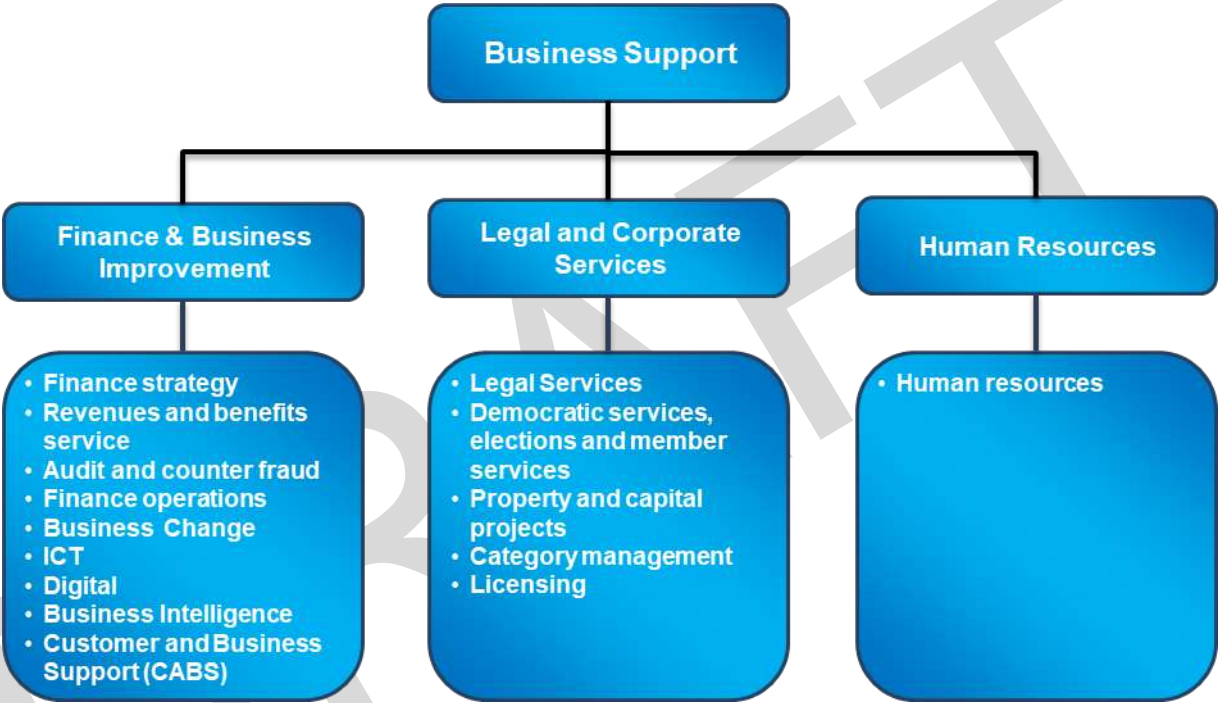 Business Support
Finance & Business
Improvement
Legal and Corporate
Services
Human Resources
• Finance strategy
• Revenues and benefits
service
• Audit and counter fraud
• Finance operations
• Business Change
• ICT
• Digital
• Business Intelligence
• Customer and Business
Support (CABS)
• Legal Services
• Democratic services,
elections and member
services
• Property and capital
projects
• Category management
• Licensing
• Human resources
DRAFT